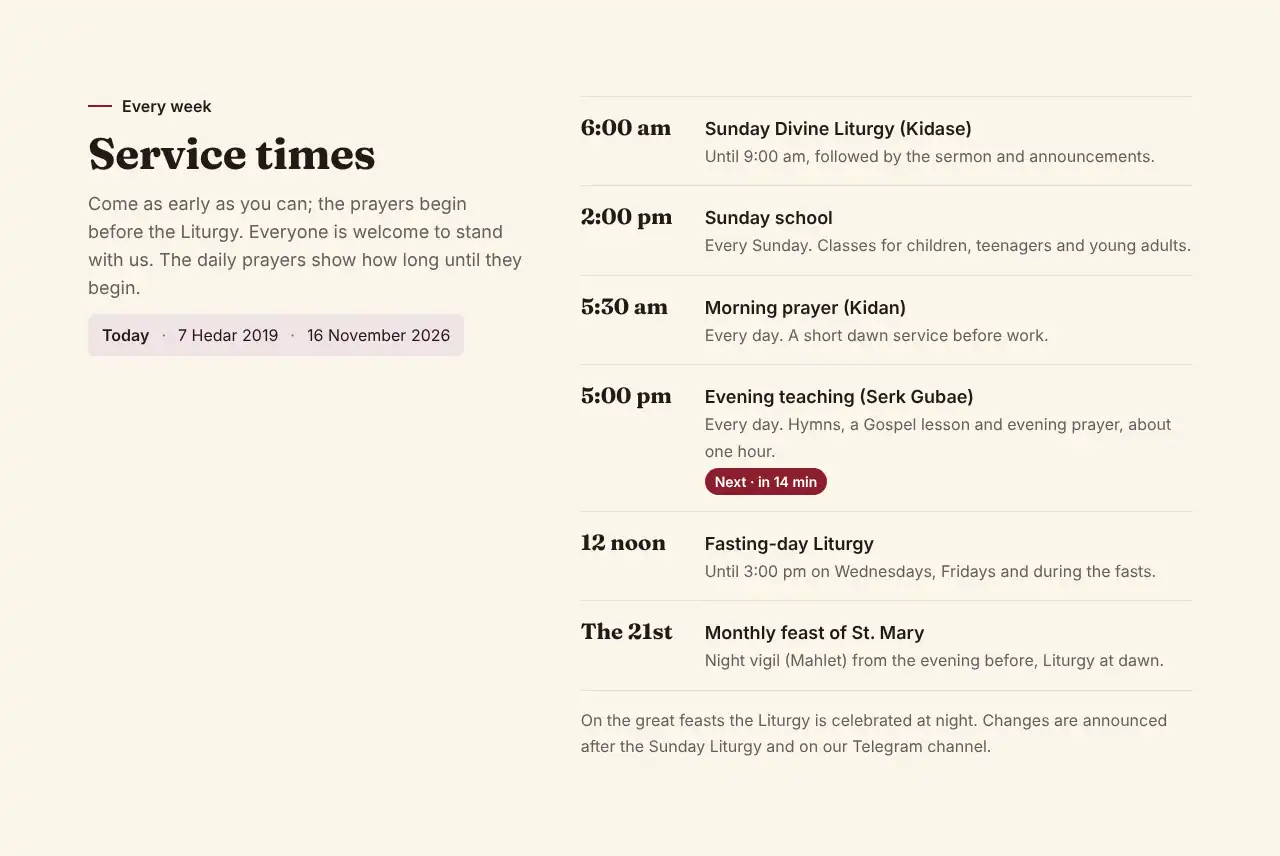 Every week
Service times
Come as early as you can; the prayers begin
before the Liturgy. Everyone is welcome to stand
with us. The daily prayers show how long until they
begin.
Today · 7 Hedar 2019 · 16 November 2026
6:00 am
Sunday Divine Liturgy (Kidase)
Until 9:00 am, followed by the sermon and announcements.
2:00 pm
Sunday school
Every Sunday. Classes for children, teenagers and young adults.
5:30 am
Morning prayer (Kidan)
Every day. A short dawn service before work.
5:00 pm
Evening teaching (Serk Gubae)
Every day. Hymns, a Gospel lesson and evening prayer, about
one hour.
Next · in 14 min
12 noon
Fasting-day Liturgy
Until 3:00 pm on Wednesdays, Fridays and during the fasts.
The 21st
Monthly feast of St. Mary
Night vigil (Mahlet) from the evening before, Liturgy at dawn.
On the great feasts the Liturgy is celebrated at night. Changes are announced
after the Sunday Liturgy and on our Telegram channel.